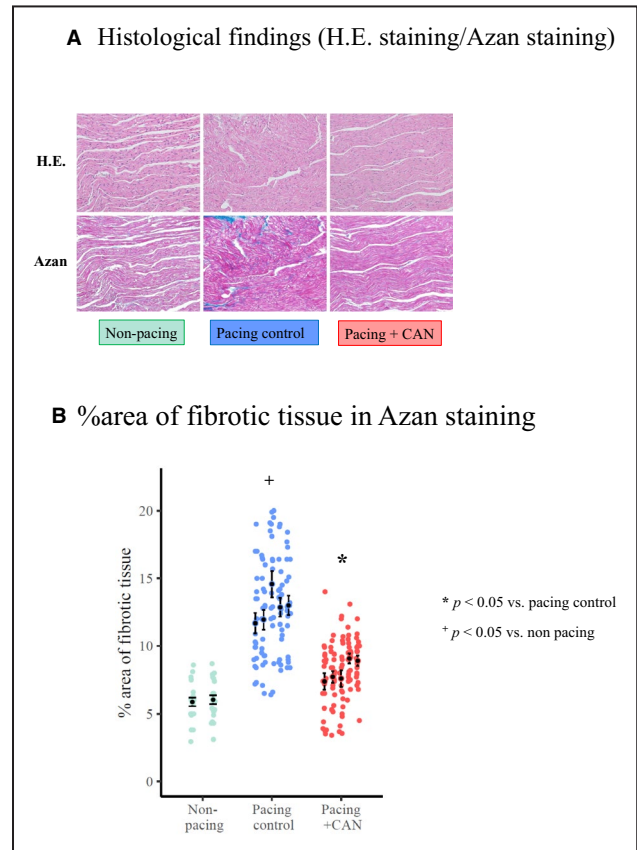 A Histological findings (H.E. staining/Azan staining)
H.E.
Azan
Non-pacing
Pacing control
Pacing + CAN
B %area of fibrotic tissue in Azan staining
% area of fibrotic tissue
20
15
10
5
0
+
*
* p < 0.05 vs. pacing control
+ p < 0.05 vs. non pacing
Non-
pacing
Pacing
control
Pacing
+CAN